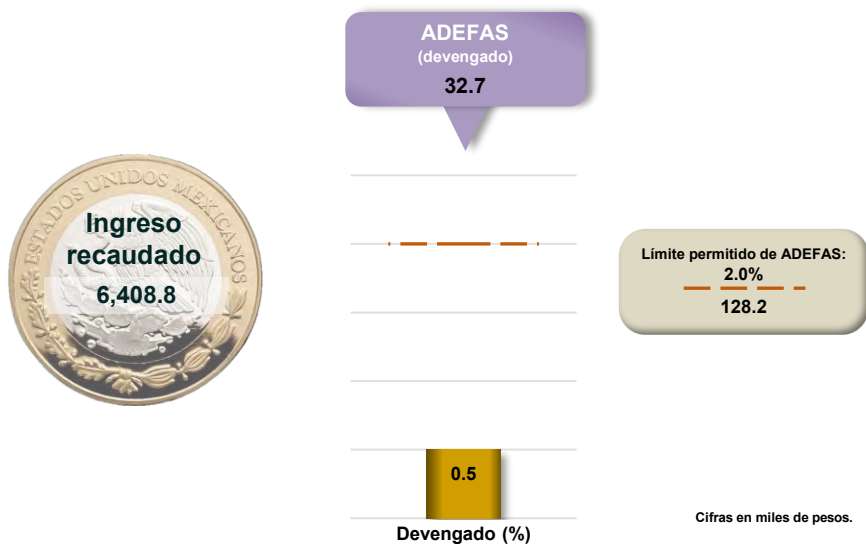 ADEFAS
(devengado)
32.7
ESTADOS UNIDOS MEXICANOS
Ingreso
recaudado
6,408.8
Límite permitido de ADEFAS:
2.0%
128.2
0.5
Devengado (%)
Cifras en miles de pesos.